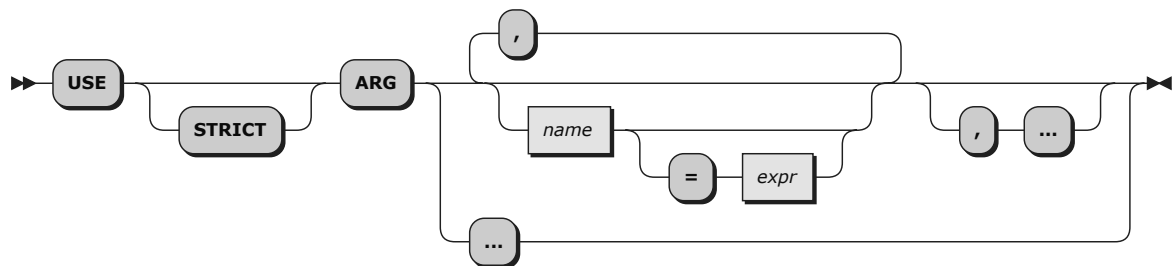 ,
USE ARG
STRICT name , ...
= expr
...